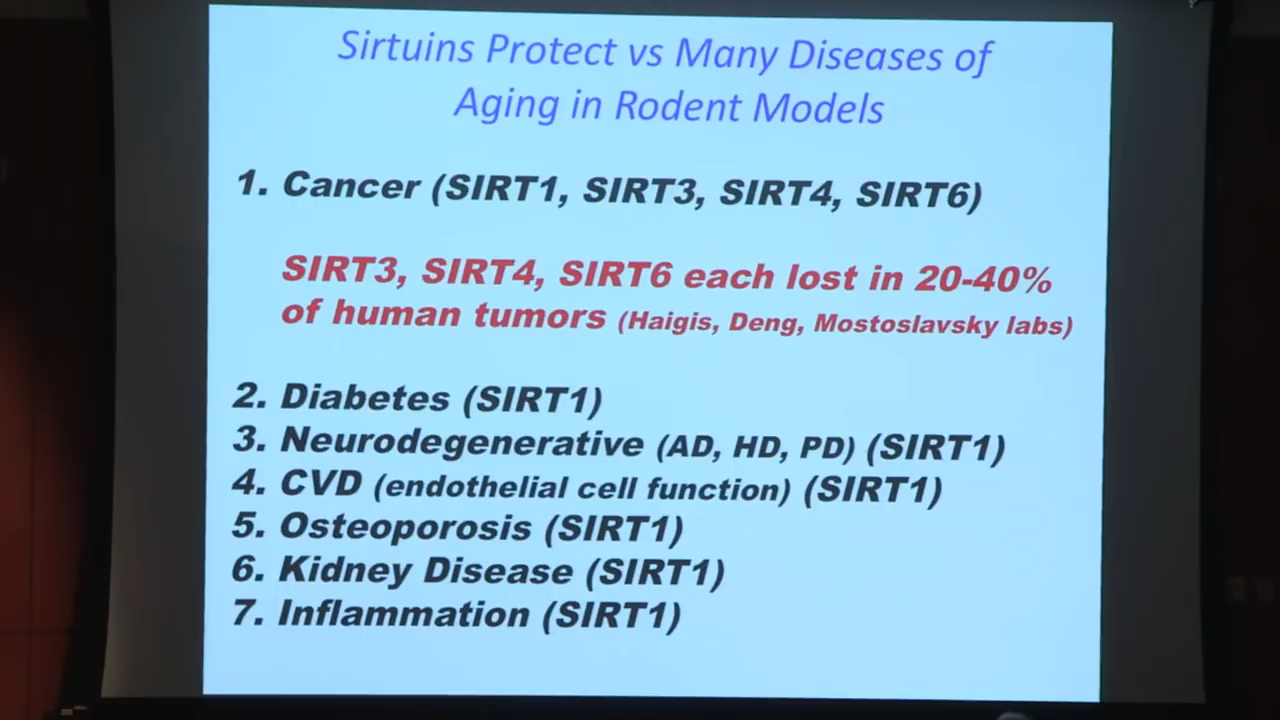 Sirtuins Protect vs Many Diseases of
Aging in Rodent Models
1. Cancer (SIRT1, SIRT3, SIRT4, SIRT6)
SIRT3, SIRT4, SIRT6 each lost in 20-40%
of human tumors (Haigis, Deng, Mostoslavsky labs)
2. Diabetes (SIRT1)
3. Neurodegenerative (AD, HD, PD) (SIRT1)
4. CVD (endothelial cell function) (SIRT1)
5. Osteoporosis (SIRT1)
6. Kidney Disease (SIRT1)
7. Inflammation (SIRT1)